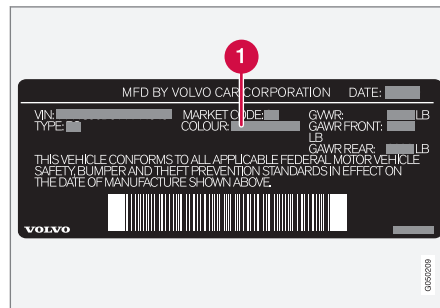 1
MFD BY VOLVO CAR CORPORATION DATE:
VIN: MARKET CODE: GVWR: LB
TYPE: COLOUR: GAWR FRONT: LB
GAWR REAR: LB
THIS VEHICLE CONFORMS TO ALL APPLICABLE FEDERAL MOTOR VEHICLE
SAFETY, BUMPER AND THEFT PREVENTION STANDARDS IN EFFECT ON
THE DATE OF MANUFACTURE SHOWN ABOVE.
VOLVO
G050209